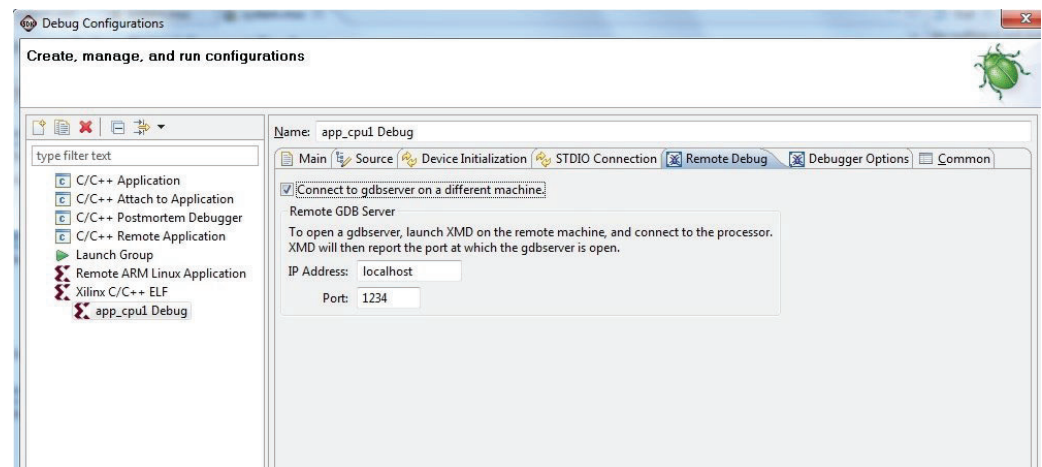 Debug Configurations
Create, manage, and run configurations
type filter text
C/C++ Application
C/C++ Attach to Application
C/C++ Postmortem Debugger
C/C++ Remote Application
Launch Group
Remote ARM Linux Application
Xilinx C/C++ ELF
app_cpu1 Debug
Name: app_cpu1 Debug
Main Source Device Initialization STDIO Connection Remote Debug Debugger Options Common
Connect to gdbserver on a different machine.
Remote GDB Server
To open a gdbserver, launch XMD on the remote machine, and connect to the processor.
XMD will then report the port at which the gdbserver is open.
IP Address: localhost
Port: 1234